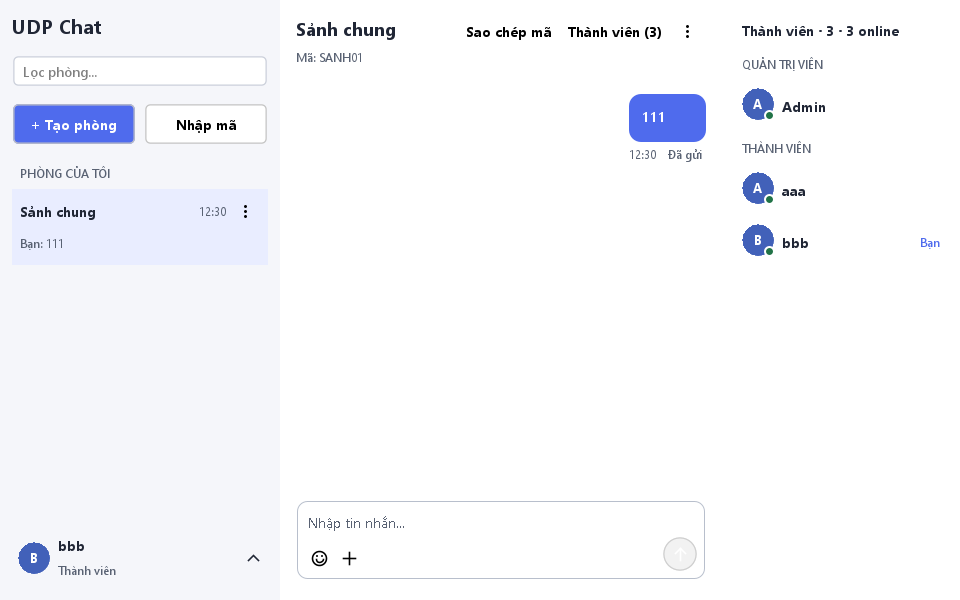 UDP Chat
Lọc phòng...
+ Tạo phòng
Nhập mã
PHÒNG CỦA TÔI
Sảnh chung 12:30
Bạn: 111
B
bbb
Thành viên
Sảnh chung
Mã: SANH01
Sao chép mã
Thành viên (3)
111
12:30 Đã gửi
Nhập tin nhắn...
Thành viên · 3 · 3 online
QUẢN TRỊ VIÊN
A
Admin
THÀNH VIÊN
A
aaa
B
bbb
Bạn